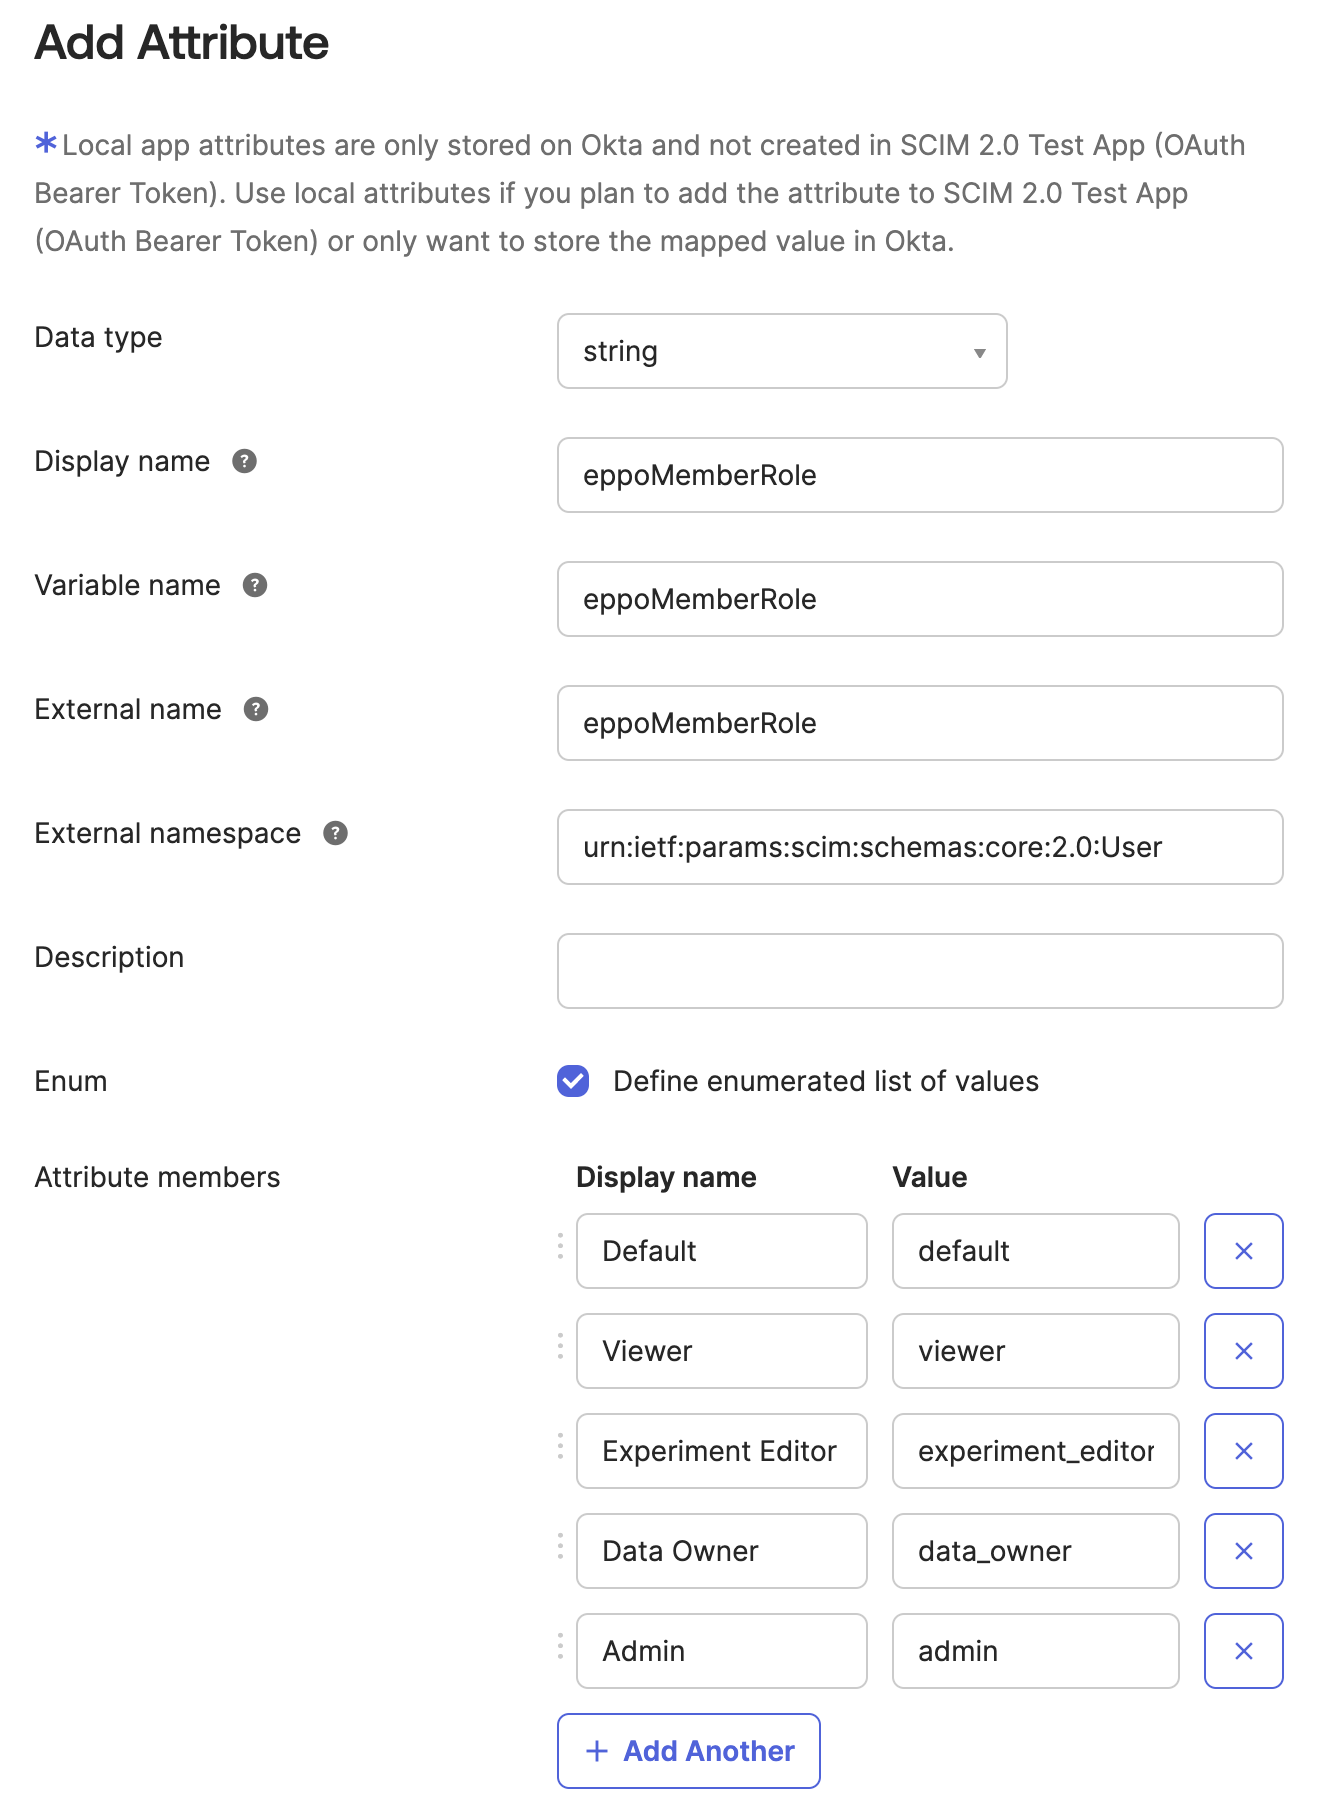 Add Attribute
*Local app attributes are only stored on Okta and not created in SCIM 2.0 Test App (OAuth
Bearer Token). Use local attributes if you plan to add the attribute to SCIM 2.0 Test App
(OAuth Bearer Token) or only want to store the mapped value in Okta.
Data type string
Display name ? eppoMemberRole
Variable name ? eppoMemberRole
External name ? eppoMemberRole
External namespace ? urn:ietf:params:scim:schemas:core:2.0:User
Description
Enum Define enumerated list of values
Attribute members Display name Value
Default default
Viewer viewer
Experiment Editor experiment_editor
Data Owner data_owner
Admin admin
+ Add Another